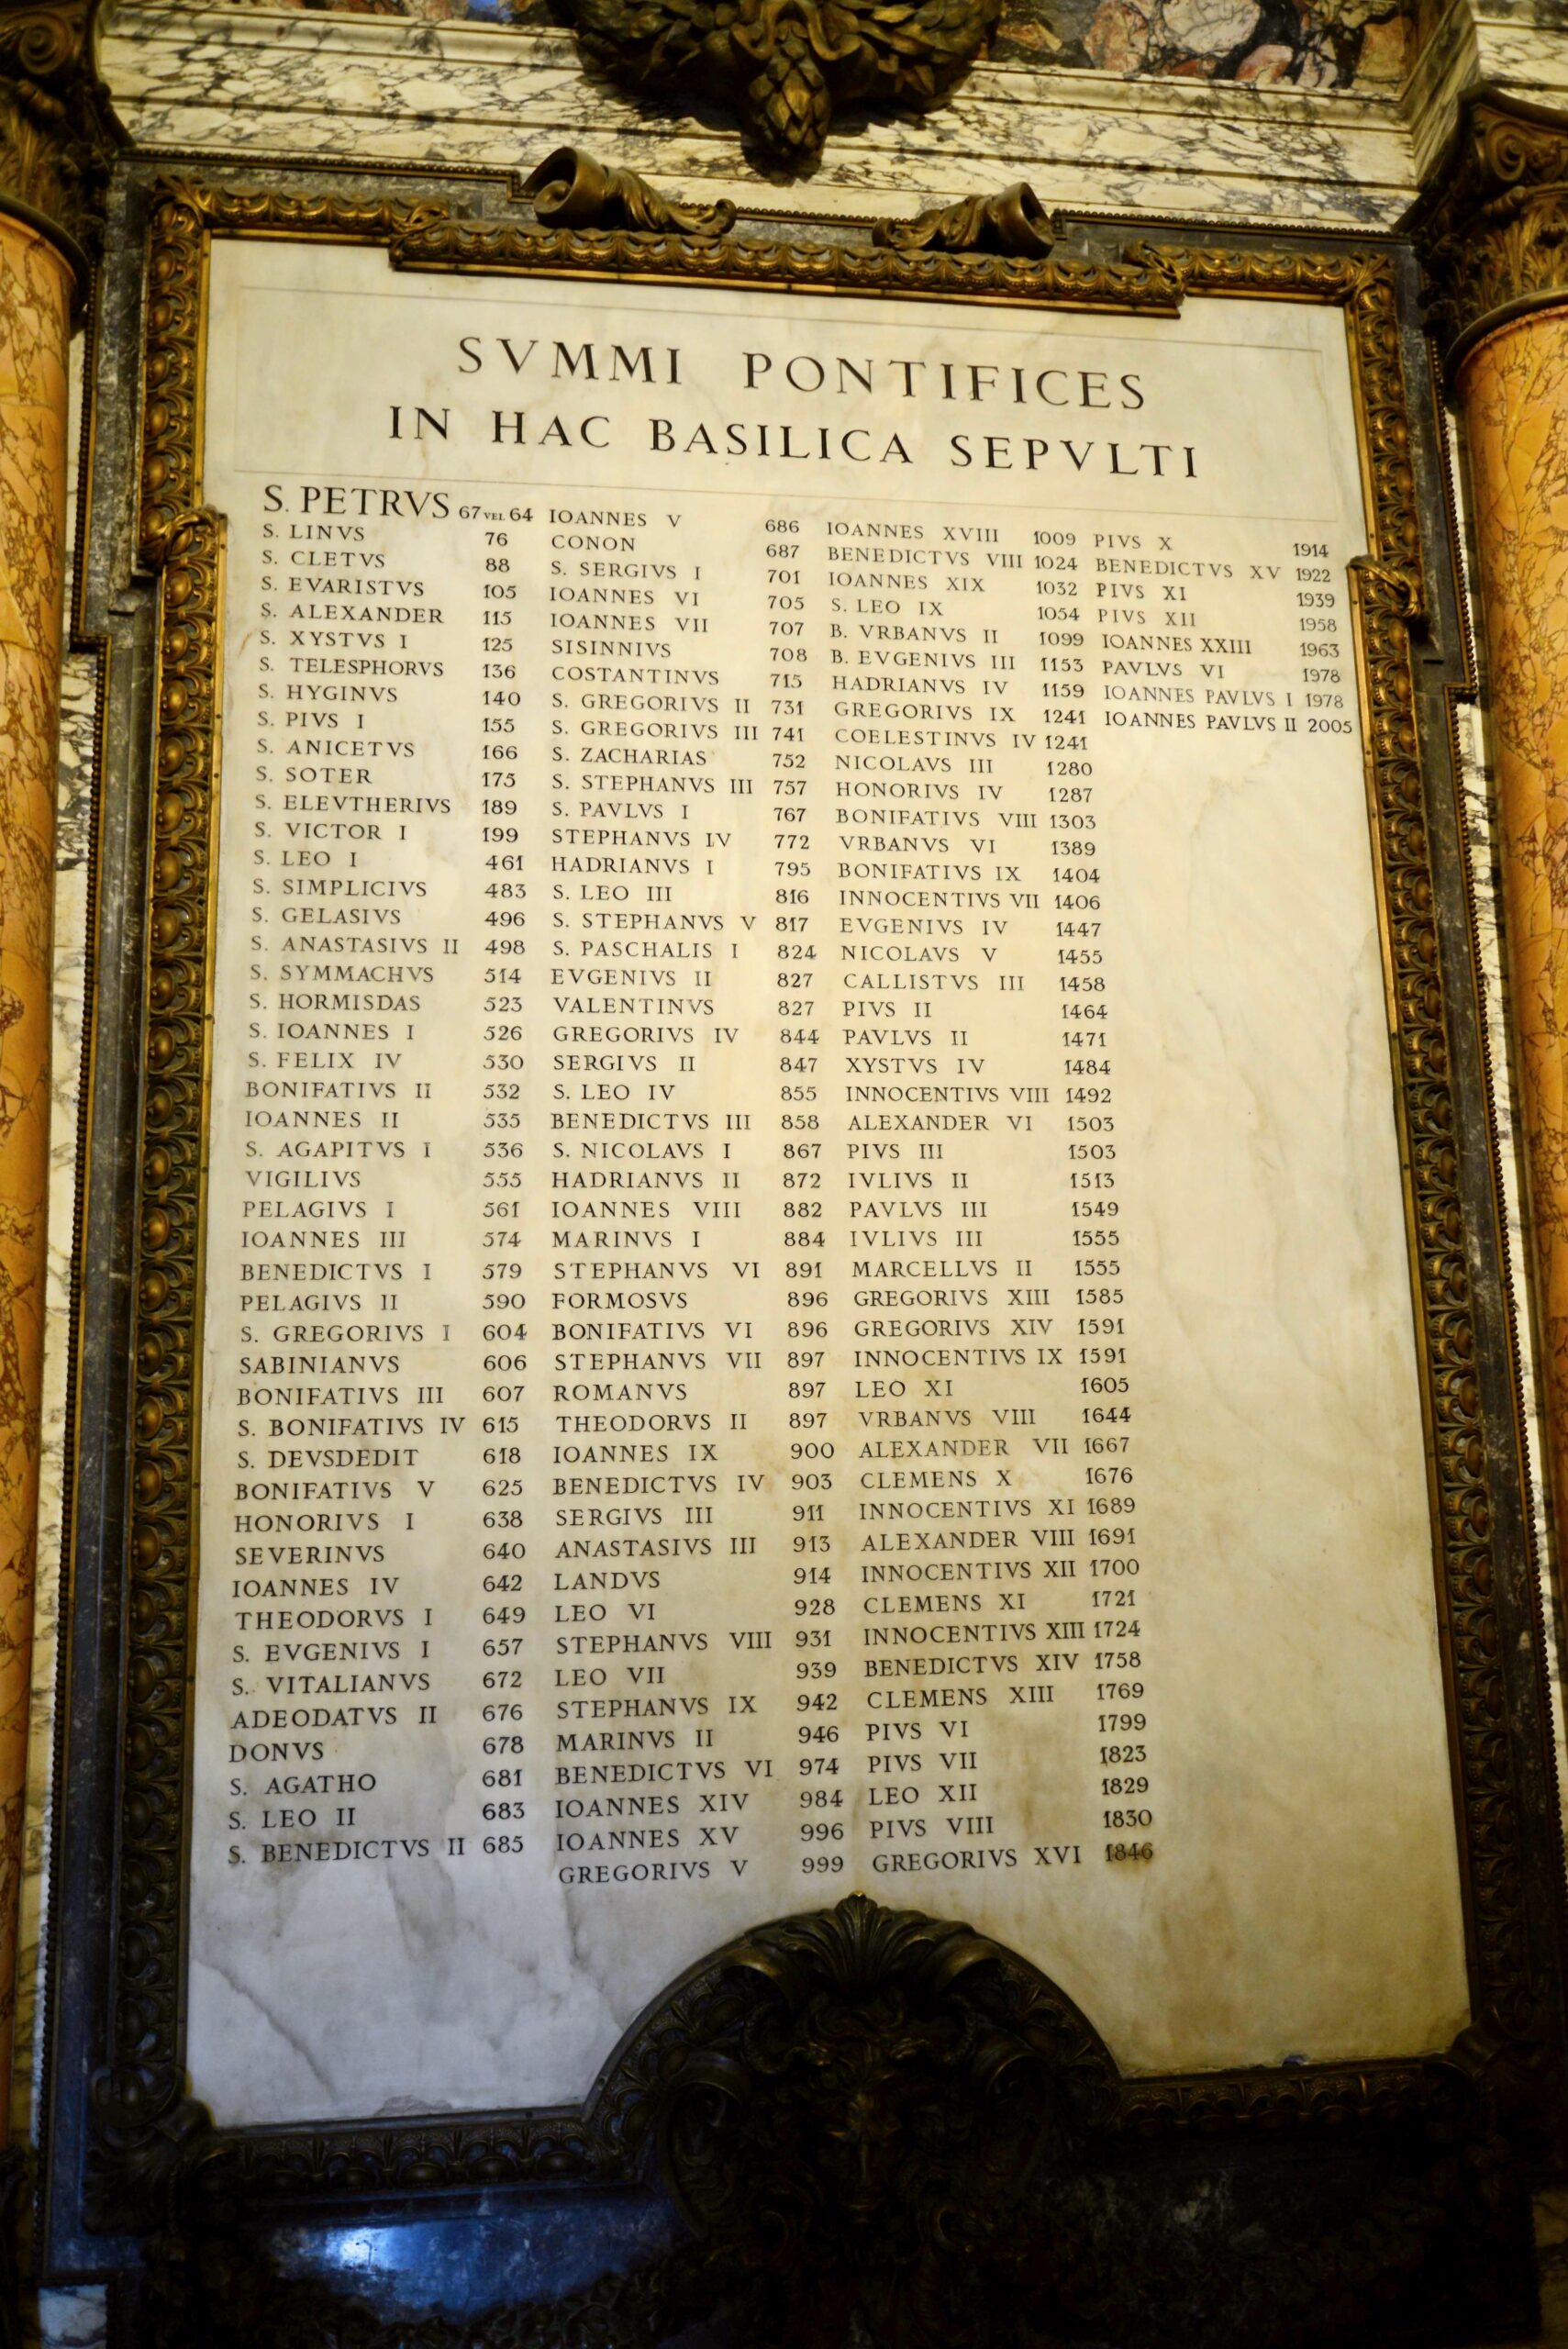 SVMMI PONTIFICES
IN HAC BASILICA SEPVLTI
S. PETRVS 67 VEL 64
S. LINVS 76
S. CLETVS 88
S. EVARISTVS 105
S. ALEXANDER 115
S. XYSTVS I 125
S. TELESPHORVS 136
S. HYGINVS 140
S. PIVS I 155
S. ANICETVS 166
S. SOTER 175
S. ELEVTHERIVS 189
S. VICTOR I 199
S. LEO I 461
S. SIMPLICIVS 483
S. GELASIVS 496
S. ANASTASIVS II 498
S. SYMMACHVS 514
S. HORMISDAS 523
S. IOANNES I 526
S. FELIX IV 530
BONIFATIVS II 532
IOANNES II 535
S. AGAPITVS I 536
VIGILIVS 555
PELAGIVS I 561
IOANNES III 574
BENEDICTVS I 579
PELAGIVS II 590
S. GREGORIVS I 604
SABINIANVS 606
BONIFATIVS III 607
S. BONIFATIVS IV 615
S. DEVSDEDIT 618
BONIFATIVS V 625
HONORIVS I 638
SEVERINVS 640
IOANNES IV 642
THEODORVS I 649
S. EVGENIVS I 657
S. VITALIANVS 672
ADEODATVS II 676
DONVS 678
S. AGATHO 681
S. LEO II 683
S. BENEDICTVS II 685
IOANNES V 686
CONON 687
S. SERGIVS I 701
IOANNES VI 705
IOANNES VII 707
SISINNIVS 708
COSTANTINVS 715
S. GREGORIVS II 731
S. GREGORIVS III 741
S. ZACHARIAS 752
S. STEPHANVS III 757
S. PAVLVS I 767
STEPHANVS IV 772
HADRIANVS I 795
S. LEO III 816
S. STEPHANVS V 817
S. PASCHALIS I 824
EVGENIVS II 827
VALENTINVS 827
GREGORIVS IV 844
SERGIVS II 847
S. LEO IV 855
BENEDICTVS III 858
S. NICOLAVS I 867
HADRIANVS II 872
IOANNES VIII 882
MARINVS I 884
STEPHANVS VI 891
FORMOSVS 896
BONIFATIVS VI 896
STEPHANVS VII 897
ROMANVS 897
THEODORVS II 897
IOANNES IX 900
BENEDICTVS IV 903
SERGIVS III 911
ANASTASIVS III 913
LANDVS 914
LEO VI 928
STEPHANVS VIII 931
LEO VII 939
STEPHANVS IX 942
MARINVS II 946
BENEDICTVS VI 974
IOANNES XIV 984
IOANNES XV 996
GREGORIVS V 999
IOANNES XVIII 1009
BENEDICTVS VIII 1024
IOANNES XIX 1032
S. LEO IX 1054
B. VRBANVS II 1099
B. EVGENIVS III 1153
HADRIANVS IV 1159
GREGORIVS IX 1241
COELESTINVS IV 1241
NICOLAVS III 1280
HONORIVS IV 1287
BONIFATIVS VIII 1303
VRBANVS VI 1389
BONIFATIVS IX 1404
INNOCENTIVS VII 1406
EVGENIVS IV 1447
NICOLAVS V 1455
CALLISTVS III 1458
PIVS II 1464
PAVLVS II 1471
XYSTVS IV 1484
INNOCENTIVS VIII 1492
ALEXANDER VI 1503
PIVS III 1503
IVLIVS II 1513
PAVLVS III 1549
IVLIVS III 1555
MARCELLVS II 1555
GREGORIVS XIII 1585
GREGORIVS XIV 1591
INNOCENTIVS IX 1591
LEO XI 1605
VRBANVS VIII 1644
ALEXANDER VII 1667
CLEMENS X 1676
INNOCENTIVS XI 1689
ALEXANDER VIII 1691
INNOCENTIVS XII 1700
CLEMENS XI 1721
INNOCENTIVS XIII 1724
BENEDICTVS XIV 1758
CLEMENS XIII 1769
PIVS VI 1799
PIVS VII 1823
LEO XII 1829
PIVS VIII 1830
GREGORIVS XVI 1846
PIVS X 1914
BENEDICTVS XV 1922
PIVS XI 1939
PIVS XII 1958
IOANNES XXIII 1963
PAVLVS VI 1978
IOANNES PAVLVS I 1978
IOANNES PAVLVS II 2005